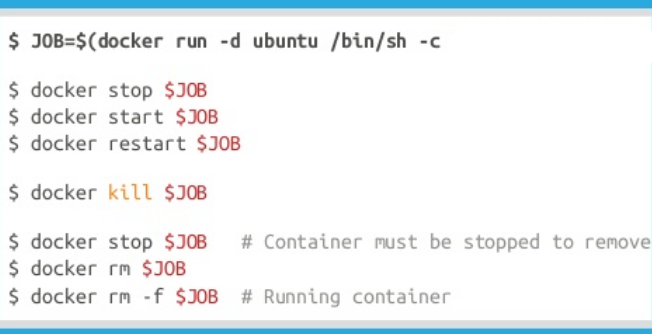 $ JOB=$(docker run -d ubuntu /bin/sh -c
$ docker stop $JOB
$ docker start $JOB
$ docker restart $JOB
$ docker kill $JOB
$ docker stop $JOB # Container must be stopped to remove
$ docker rm $JOB
$ docker rm -f $JOB # Running container